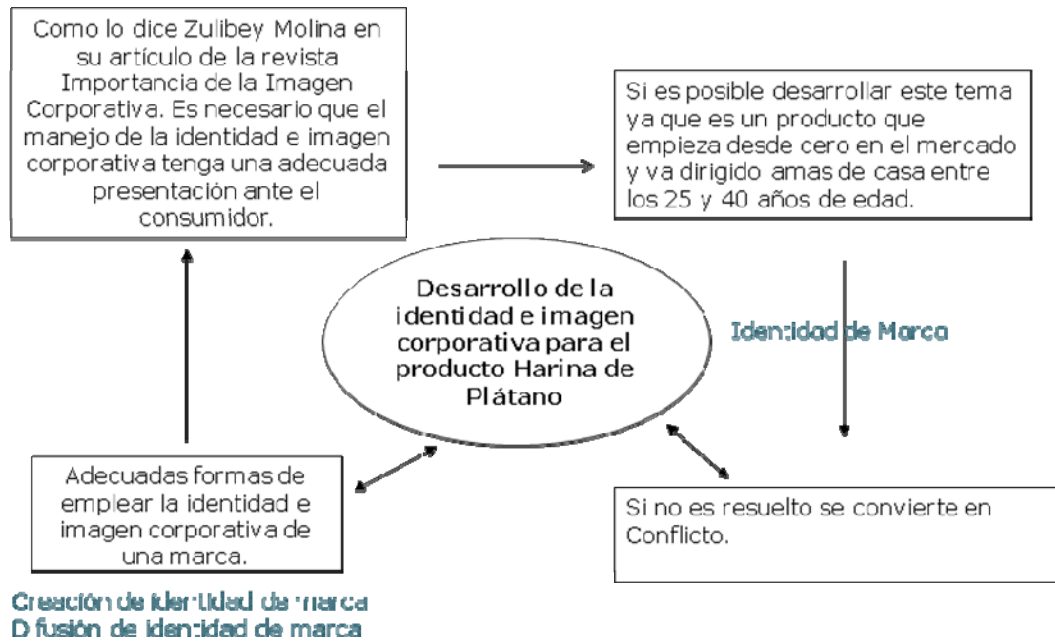 Como lo dice Zulibey Molina en
su artículo de la revista
Importancia de la Imagen
Corporativa. Es necesario que el
manejo de la identidad e imagen
corporativa tenga una adecuada
presentación ante el
consumidor.
Si es posible desarrollar este tema
ya que es un producto que
empieza desde cero en el mercado
y va dirigido amas de casa entre
los 25 y 40 años de edad.
Desarrollo de la
identidad e imagen
corporativa para el
producto Harina de
Plátano
Identidad de Marca
Adecuadas formas de
emplear la identidad e
imagen corporativa de
una marca.
Si no es resuelto se convierte en
Conflicto.
Creación de identidad de marca
Difusión de identidad de marca